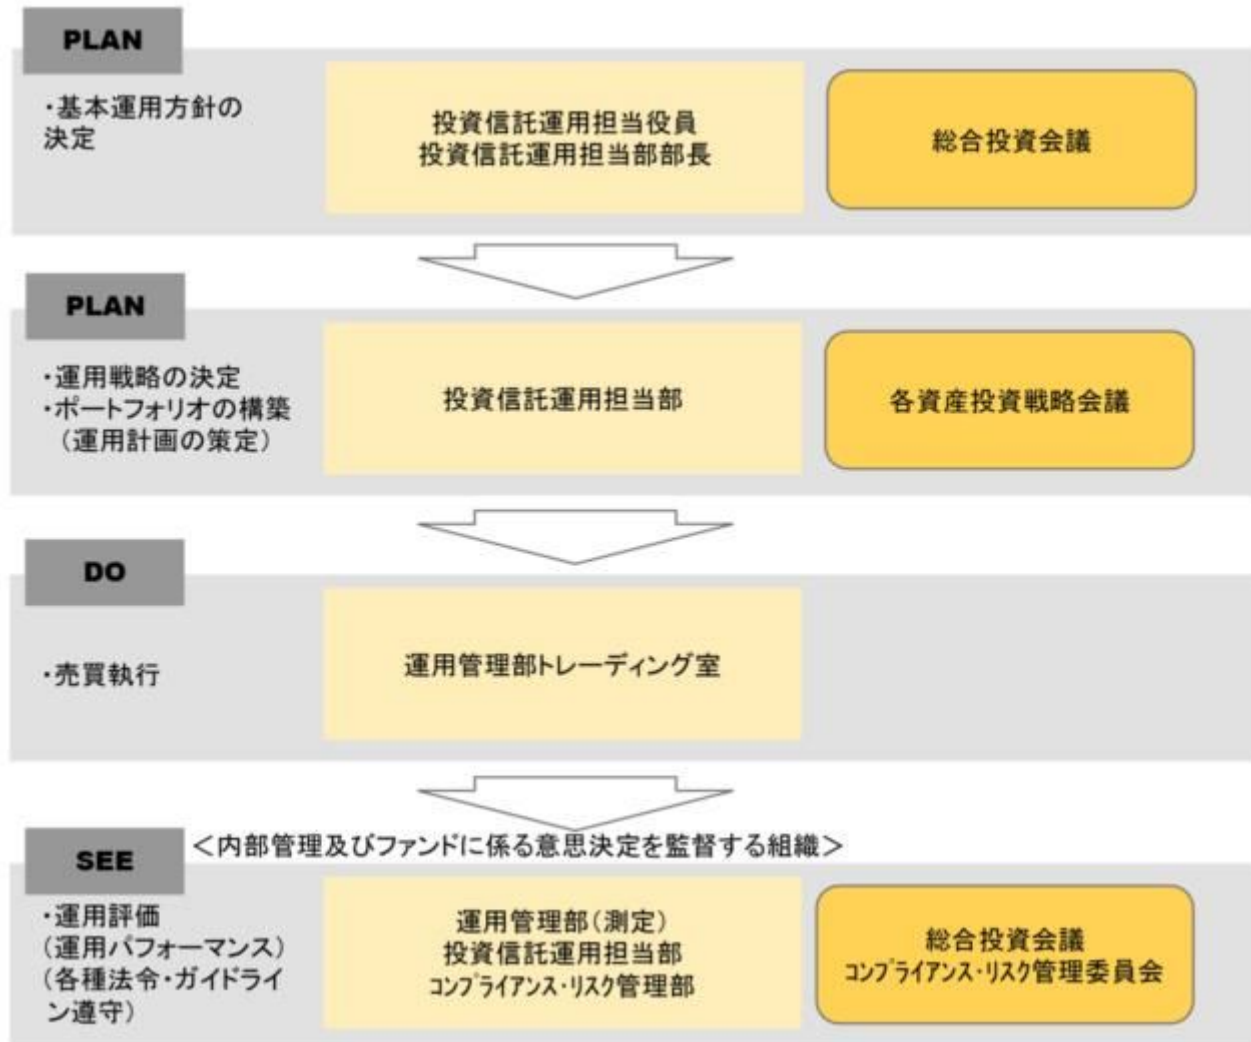 PLAN
・基本運用方針の
決定
投資信託運用担当役員
投資信託運用担当部部長
総合投資会議
PLAN
・運用戦略の決定
・ポートフォリオの構築
（運用計画の策定）
投資信託運用担当部
各資産投資戦略会議
DO
・売買執行
運用管理部トレーディング室
＜内部管理及びファンドに係る意思決定を監督する組織＞
SEE
・運用評価
（運用パフォーマンス）
（各種法令・ガイドライ
ン遵守）
運用管理部（測定）
投資信託運用担当部
ｺﾝﾌﾟﾗｲｱﾝｽ・ﾘｽｸ管理部
総合投資会議
ｺﾝﾌﾟﾗｲｱﾝｽ・ﾘｽｸ管理委員会